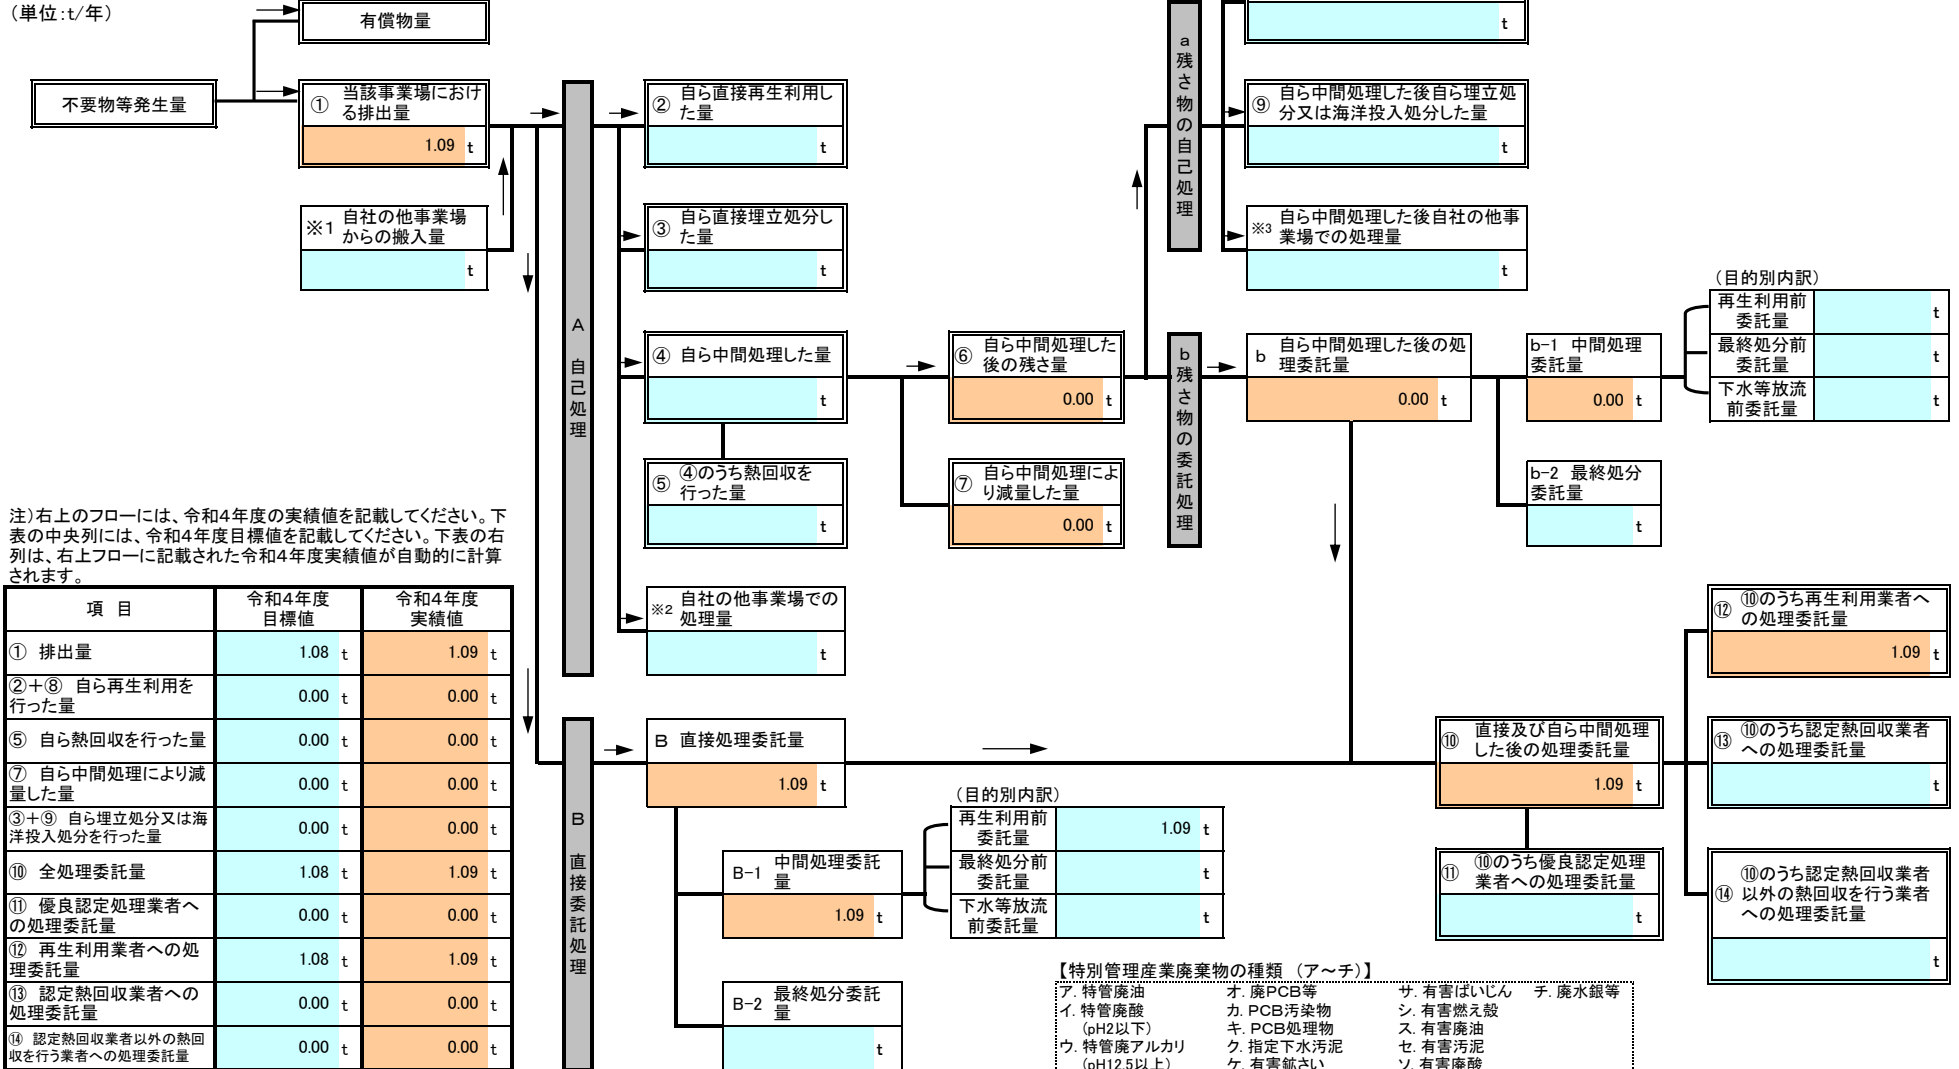 (単位:t/年)
有償物量
不要物等発生量
① 当該事業場におけ
る排出量
1.09 t
※1 自社の他事業場
からの搬入量
t
A 自己処理
② 自ら直接再生利用し
た量
t
③ 自ら直接埋立処分し
た量
t
④ 自ら中間処理した量
t
⑤ ④のうち熱回収を
行った量
t
※2 自社の他事業場での
処理量
t
⑥ 自ら中間処理した
後の残さ量
0.00 t
⑦ 自ら中間処理によ
り減量した量
0.00 t
a 残さ物の自己処理
t
⑨ 自ら中間処理した後自ら埋立処
分又は海洋投入処分した量
t
※3 自ら中間処理した後自社の他事
業場での処理量
t
b 残さ物の委託処理
b 自ら中間処理した後の処
理委託量
0.00 t
b-1 中間処理
委託量
0.00 t
b-2 最終処分
委託量
t
(目的別内訳)
再生利用前
委託量
t
最終処分前
委託量
t
下水等放流
前委託量
t
注)右上のフローには、令和4年度の実績値を記載してください。下
表の中央列には、令和4年度目標値を記載してください。下表の右
列は、右上フローに記載された令和4年度実績値が自動的に計算
されます。
項 目 令和4年度
目標値 令和4年度
実績値
① 排出量 1.08 t 1.09 t
②+⑧ 自ら再生利用を
行った量 0.00 t 0.00 t
⑤ 自ら熱回収を行った量 0.00 t 0.00 t
⑦ 自ら中間処理により減
量した量 0.00 t 0.00 t
③+⑨ 自ら埋立処分又は海
洋投入処分を行った量 0.00 t 0.00 t
⑩ 全処理委託量 1.08 t 1.09 t
⑪ 優良認定処理業者へ
の処理委託量 0.00 t 0.00 t
⑫ 再生利用業者への処
理委託量 1.08 t 1.09 t
⑬ 認定熱回収業者への
処理委託量 0.00 t 0.00 t
⑭ 認定熱回収業者以外の熱回
収を行う業者への処理委託量 0.00 t 0.00 t
B 直接委託処理
B 直接処理委託量
1.09 t
B-1 中間処理委託
量
1.09 t
B-2 最終処分委託
量
t
(目的別内訳)
再生利用前
委託量
1.09 t
最終処分前
委託量
t
下水等放流
前委託量
t
⑩ 直接及び自ら中間処理
した後の処理委託量
1.09 t
⑪ ⑩のうち優良認定処理
業者への処理委託量
t
⑫ ⑩のうち再生利用業者へ
の処理委託量
1.09 t
⑬ ⑩のうち認定熱回収業者
への処理委託量
t
⑭ ⑩のうち認定熱回収業者
以外の熱回収を行う業者
への処理委託量
t
【特別管理産業廃棄物の種類 (ア~チ)】
ア. 特管廃油 オ. 廃PCB等 サ. 有害ばいじん チ. 廃水銀等
イ. 特管廃酸 カ. PCB汚染物 シ. 有害燃え殻
(pH2以下) キ. PCB処理物 ス. 有害廃油
ウ. 特管廃アルカリ ク. 指定下水汚泥 セ. 有害汚泥
(pH12.5以上) ケ. 有害鉱さい ソ. 有害廃酸